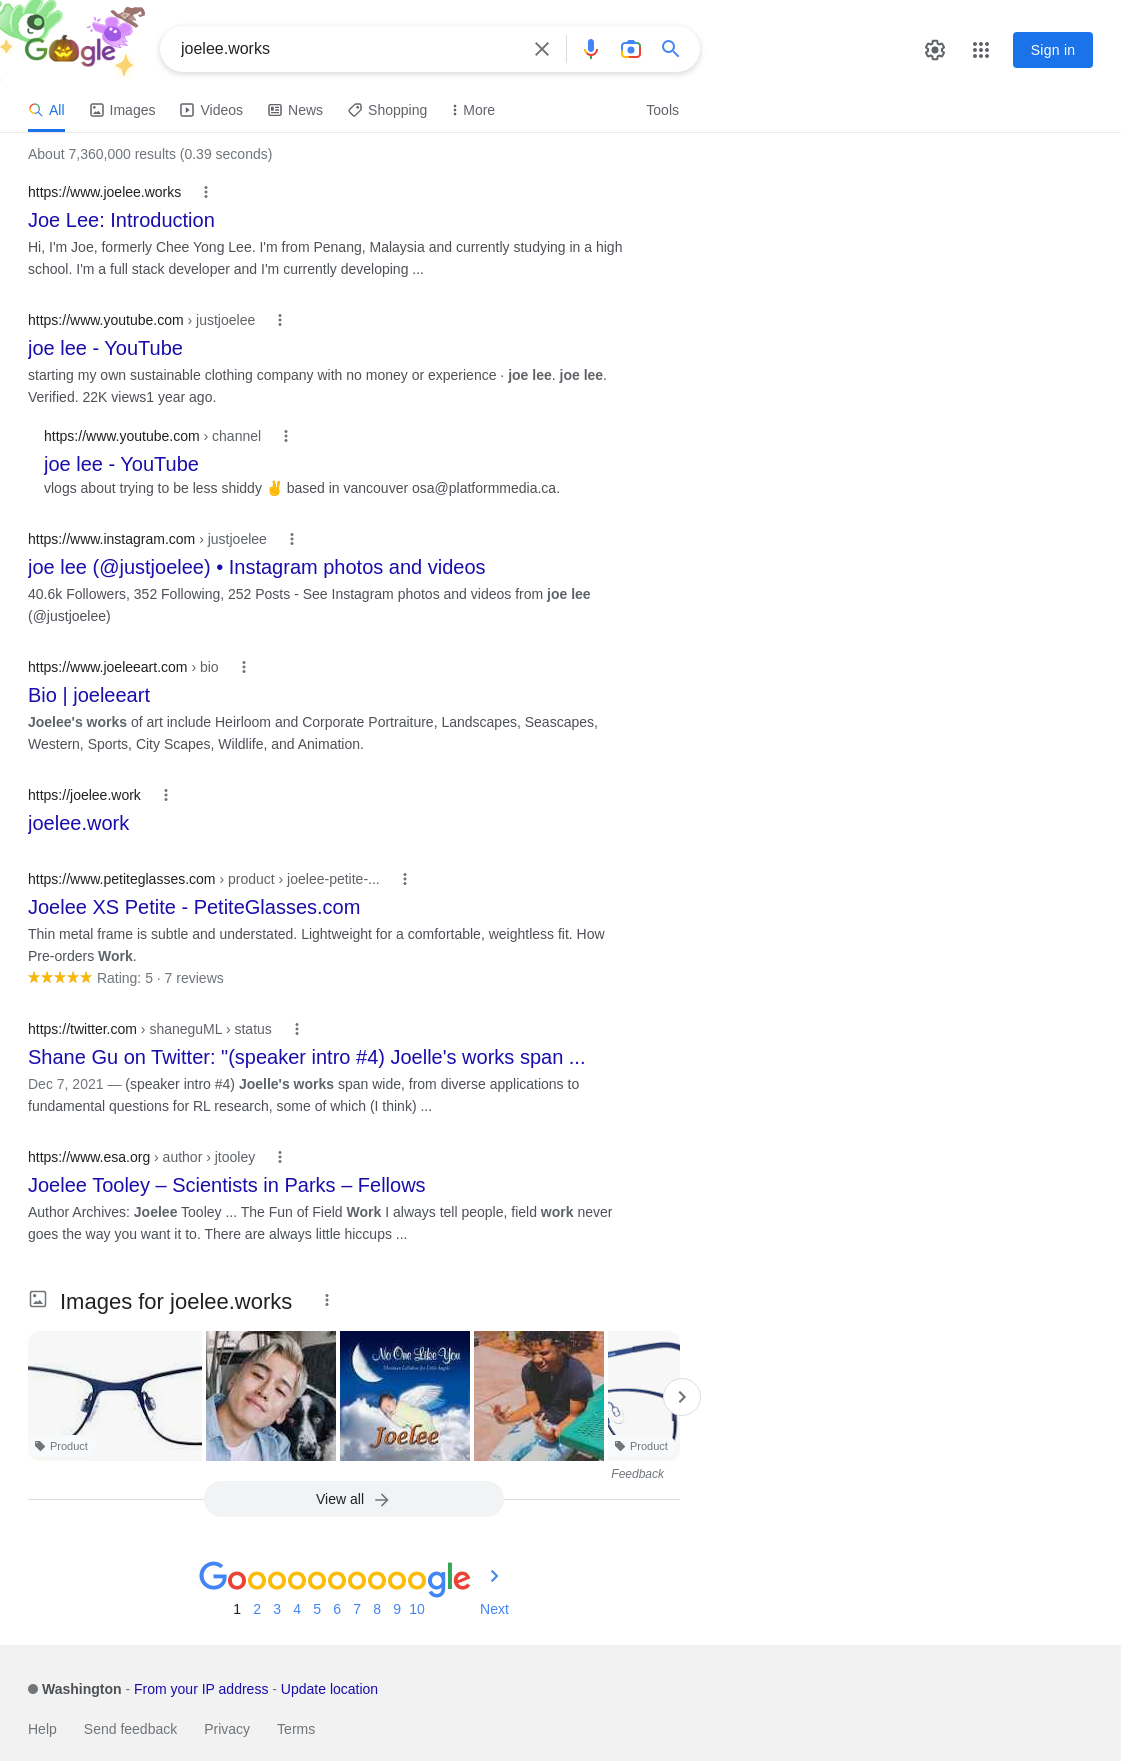 Google
joelee.works
Sign in
All Images Videos News Shopping More Tools
About 7,360,000 results (0.39 seconds)
https://www.joelee.works
Joe Lee: Introduction
Hi, I'm Joe, formerly Chee Yong Lee. I'm from Penang, Malaysia and currently studying in a high
school. I'm a full stack developer and I'm currently developing ...
https://www.youtube.com › justjoelee
joe lee - YouTube
starting my own sustainable clothing company with no money or experience · joe lee. joe lee.
Verified. 22K views1 year ago.
https://www.youtube.com › channel
joe lee - YouTube
vlogs about trying to be less shiddy ✌ based in vancouver osa@platformmedia.ca.
https://www.instagram.com › justjoelee
joe lee (@justjoelee) • Instagram photos and videos
40.6k Followers, 352 Following, 252 Posts - See Instagram photos and videos from joe lee
(@justjoelee)
https://www.joeleeart.com › bio
Bio | joeleeart
Joelee's works of art include Heirloom and Corporate Portraiture, Landscapes, Seascapes,
Western, Sports, City Scapes, Wildlife, and Animation.
https://joelee.work
joelee.work
https://www.petiteglasses.com › product › joelee-petite-...
Joelee XS Petite - PetiteGlasses.com
Thin metal frame is subtle and understated. Lightweight for a comfortable, weightless fit. How
Pre-orders Work.
★★★★★ Rating: 5 · 7 reviews
https://twitter.com › shaneguML › status
Shane Gu on Twitter: "(speaker intro #4) Joelle's works span ...
Dec 7, 2021 — (speaker intro #4) Joelle's works span wide, from diverse applications to
fundamental questions for RL research, some of which (I think) ...
https://www.esa.org › author › jtooley
Joelee Tooley – Scientists in Parks – Fellows
Author Archives: Joelee Tooley ... The Fun of Field Work I always tell people, field work never
goes the way you want it to. There are always little hiccups ...
Images for joelee.works
No One Like You
Joelee
Product
Product
Feedback
View all
Goooooooooogle
1 2 3 4 5 6 7 8 9 10 Next
Washington - From your IP address - Update location
Help Send feedback Privacy Terms